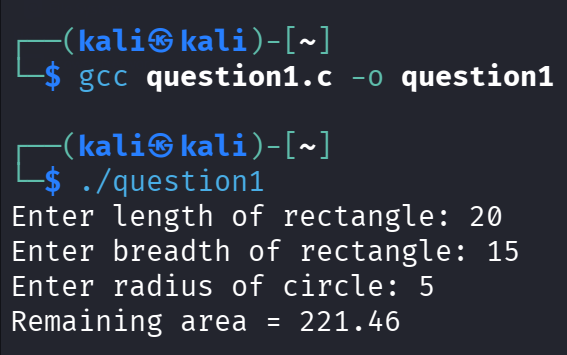 ┌──(kali㉿kali)-[~]
└─$ gcc question1.c -o question1
┌──(kali㉿kali)-[~]
└─$ ./question1
Enter length of rectangle: 20
Enter breadth of rectangle: 15
Enter radius of circle: 5
Remaining area = 221.46